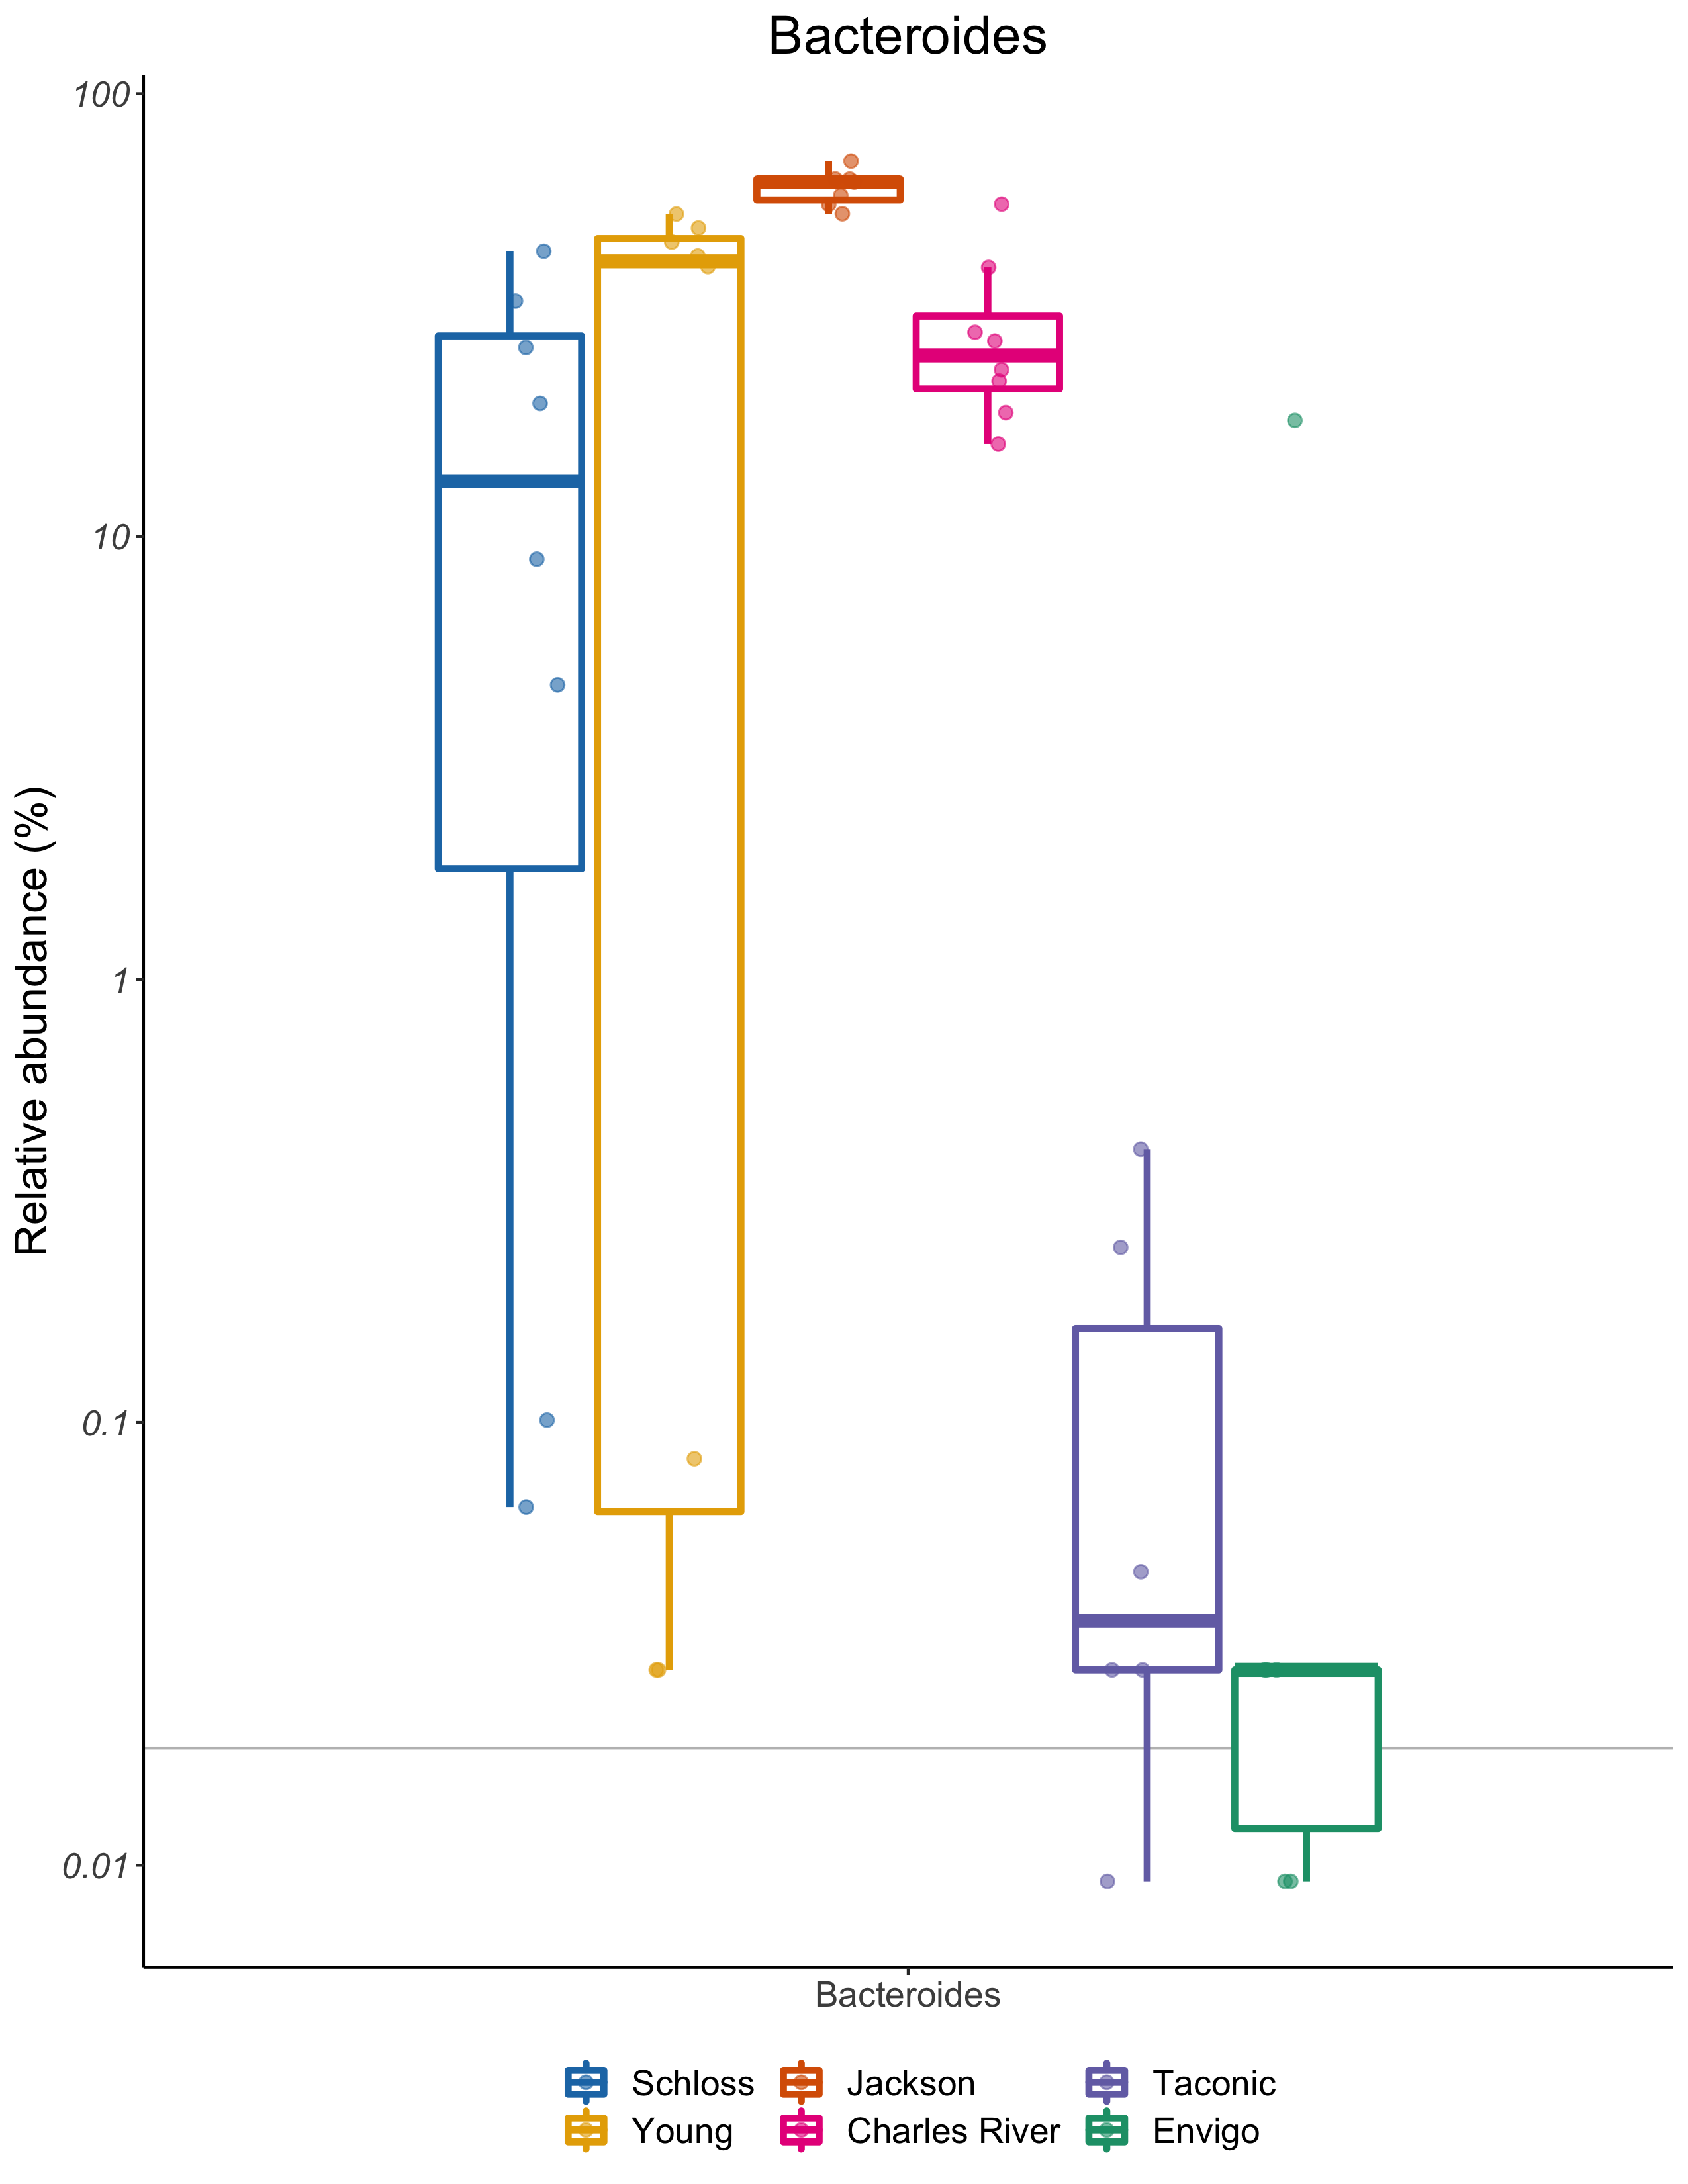 Bacteroides
100
10
1
0.1
0.01
Relative abundance (%)
Bacteroides
Schloss
Jackson
Taconic
Young
Charles River
Envigo